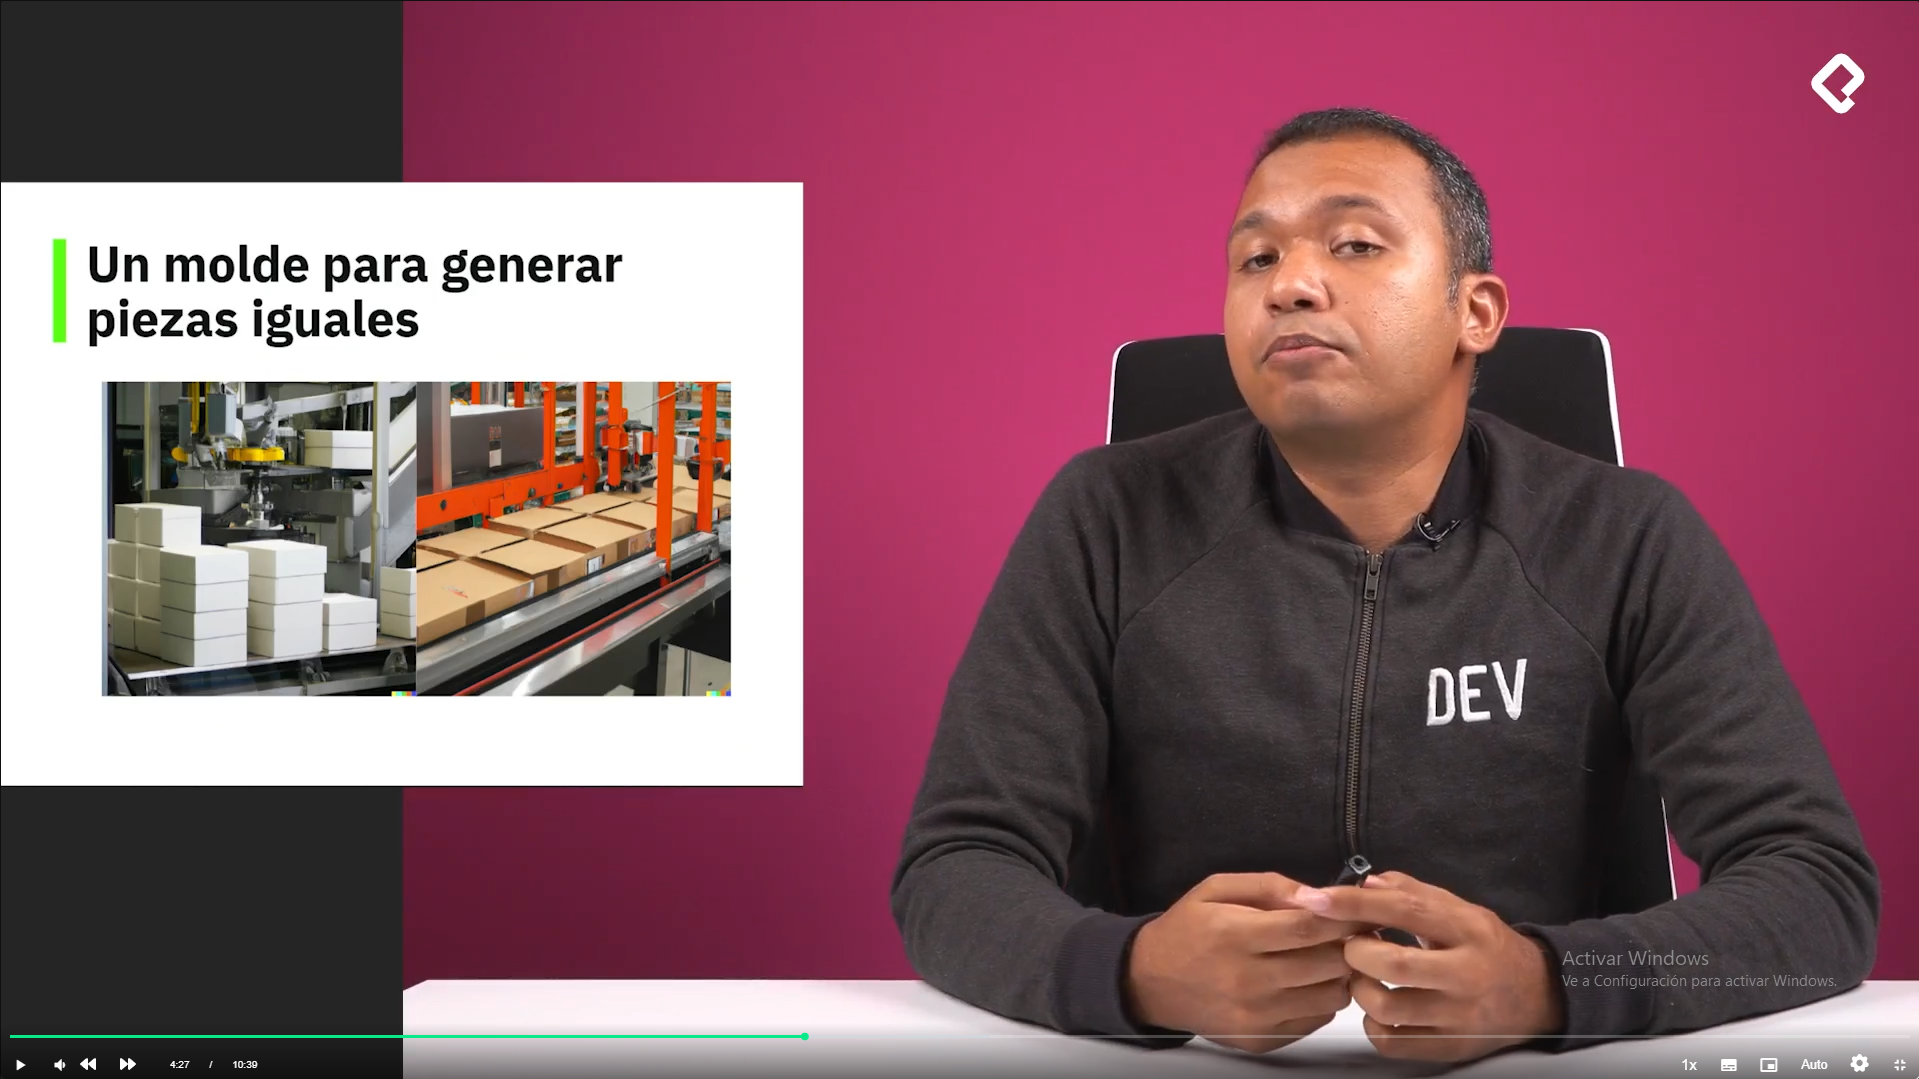 Un molde para generar
piezas iguales
DEV
Activar Windows
Ve a Configuración para activar Windows.
4:27 / 10:39
1x
Auto